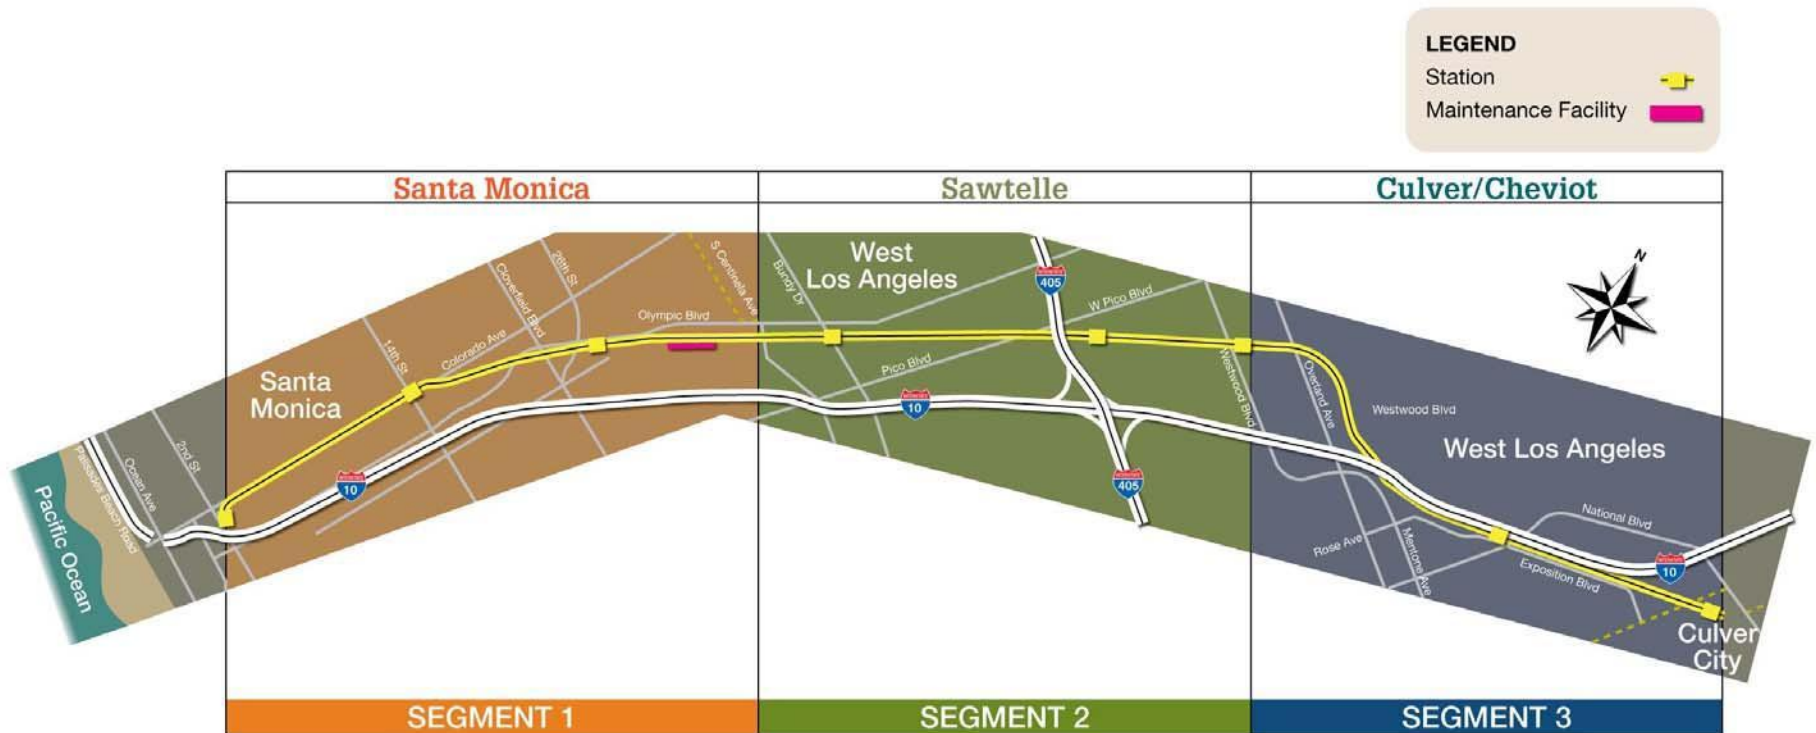 LEGEND
Station
Maintenance Facility
Santa Monica
Sawtelle
Culver/Cheviot
N
West
Los Angeles
405
S Centinela Ave
Bundy Dr
26th St
Cloverfield Blvd
W Pico Blvd
Olympic Blvd
Colorado Ave
14th St
Pico Blvd
Westwood Blvd
Overland Ave
Santa
Monica
10
Westwood Blvd
West Los Angeles
2nd St
Ocean Ave
Palisades Beach Road
Pacific Ocean
10
405
National Blvd
Rose Ave
Mentone Ave
Exposition Blvd
10
Culver
City
SEGMENT 1
SEGMENT 2
SEGMENT 3